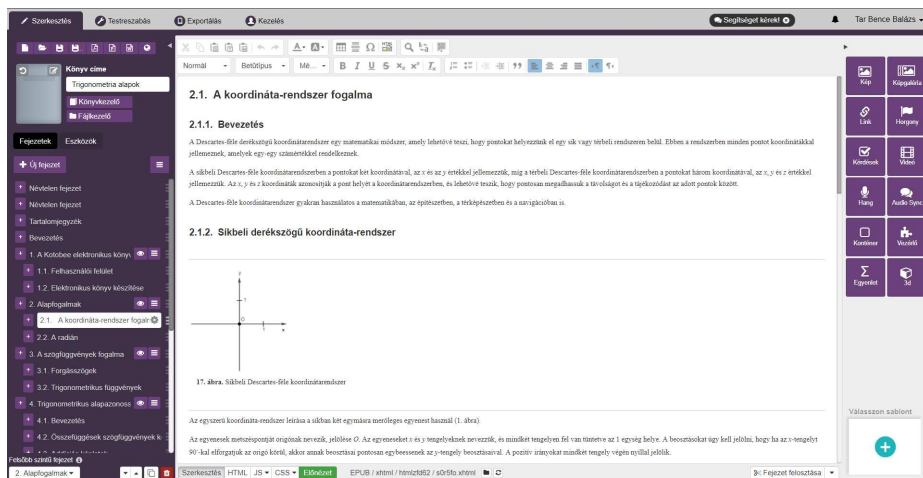 Szerkesztés
Testreszabás
Exportálás
Kezelés
Segítséget kérek!
Tar Bence Balázs
Könyv címe
Trigonometria alapok
Könyvkezelő
Fájlkezelő
Fejezetek
Eszközök
Új fejezet
Névtelen fejezet
Névtelen fejezet
Tartalomjegyzék
Bevezetés
1. A Kotobee elektronikus könyv
1.1. Felhasználói felület
1.2. Elektronikus könyv készítése
2. Alapfogalmak
2.1. A koordináta-rendszer fogalm
2.2. A radián
3. A szögfüggvények fogalma
3.1. Forgásszögek
3.2. Trigonometrikus függvények
4. Trigonometrikus alapazonoss
4.1. Bevezetés
4.2. Összefüggések szögfüggvények k
Felsőbb szintű fejezet
2. Alapfogalmak
Normál
Betűtípus
Mé...
2.1. A koordináta-rendszer fogalma
2.1.1. Bevezetés
A Descartes-féle derékszögű koordinátarendszer egy matematikai módszer, amely lehetővé teszi, hogy pontokat helyezzünk el egy sík vagy térbeli rendszeren belül. Ebben a rendszerben minden pontot koordinátákkal
jellemeznek, amelyek egy-egy számértékkel rendelkeznek.
A síkbeli Descartes-féle koordinátarendszerben a pontokat két koordinátával, az x és az y értékkel jellemezzük, míg a térbeli Descartes-féle koordinátarendszerben a pontokat három koordinátával, az x, y és z értékkel
jellemezzük. Az x, y és z koordináták azonosítják a pont helyét a koordinátarendszerben, és lehetővé teszik, hogy pontosan megadhassuk a távolságot és a tájékozódást az adott pontok között.
A Descartes-féle koordinátarendszer gyakran használatos a matematikában, az építészetben, a térképészetben és a navigációban is.
2.1.2. Síkbeli derékszögű koordináta-rendszer
y
1
O
1
x
17. ábra. Síkbeli Descartes-féle koordinátarendszer
Az egyszerű koordináta-rendszer leírása a síkban két egymásra merőleges egyenest használ (1. ábra).
Az egyenesek metszéspontját origónak nevezik, jelölése O. Az egyeneseket x és y tengelyeknek nevezzük, és mindkét tengelyen fel van tüntetve az 1 egység helye. A beosztásokat úgy kell jelölni, hogy ha az x-tengelyt
90°-kal elforgatjuk az origó körül, akkor annak beosztásai pontosan egybeessenek az y-tengely beosztásaival. A pozitív irányokat mindkét tengely végén nyíllal jelölik.
Szerkesztés
HTML
JS
CSS
Előnézet
EPUB / xhtml / htmlzfd62 / s0r5fo.xhtml
Fejezet felosztása
Kép
Képgaléria
Link
Horgony
Kérdések
Videó
Hang
Audio Sync
Konténer
Vezérlő
Egyenlet
3d
Válasszon sablont